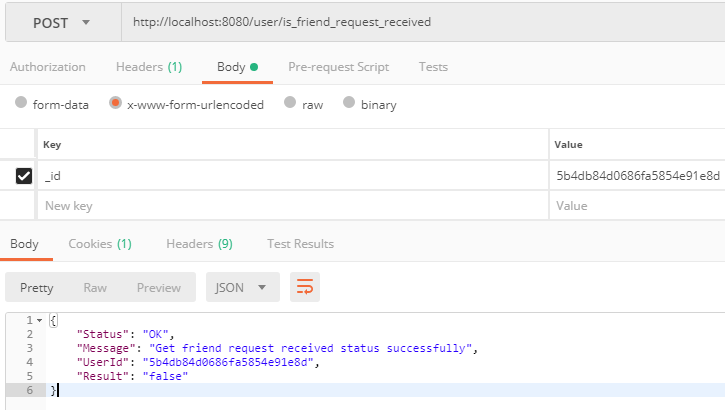 POST http://localhost:8080/user/is_friend_request_received
Authorization Headers (1) Body Pre-request Script Tests
form-data x-www-form-urlencoded raw binary
Key Value
_id 5b4db84d0686fa5854e91e8d
New key Value
Body Cookies (1) Headers (9) Test Results
Pretty Raw Preview JSON
1 {
2 "Status": "OK",
3 "Message": "Get friend request received status successfully",
4 "UserId": "5b4db84d0686fa5854e91e8d",
5 "Result": "false"
6 }